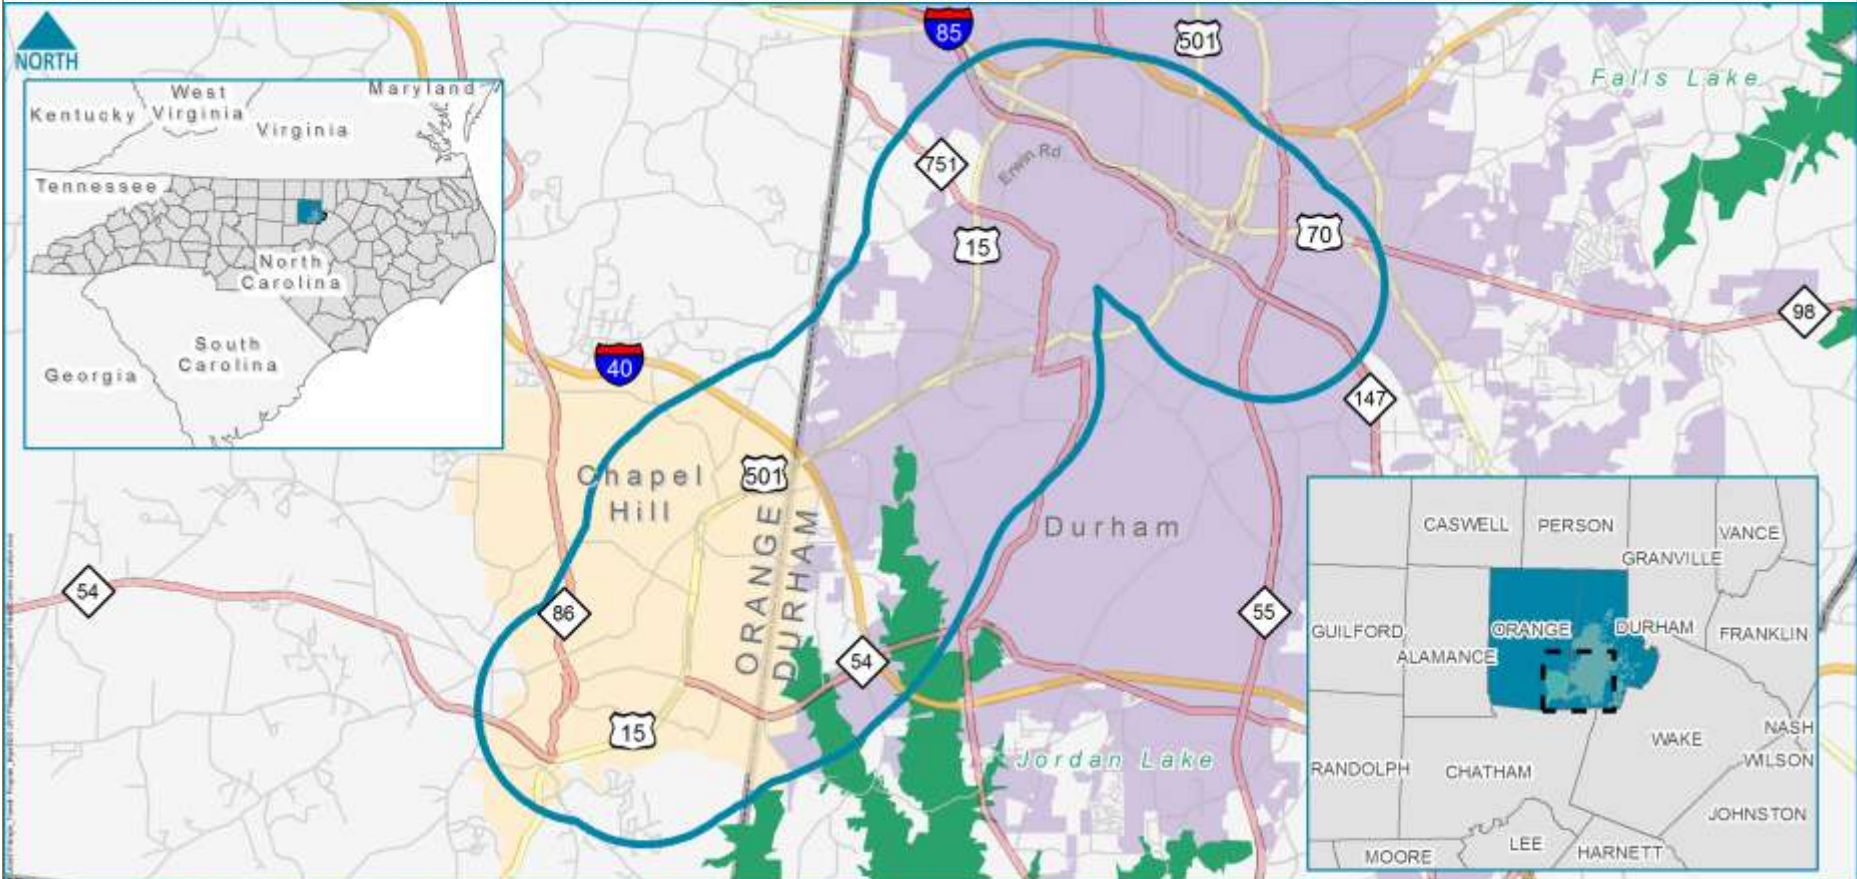 NORTH
West
Virginia
Maryland
Kentucky
Virginia
Tennessee
North
Carolina
South
Carolina
Georgia
85
501
Falls Lake
751
Erwin Rd
15
70
98
40
147
Chapel
Hill
501
ORANGE
DURHAM
Durham
54
86
54
55
15
Jordan Lake
CASWELL
PERSON
VANCE
GRANVILLE
GUILFORD
ORANGE
DURHAM
FRANKLIN
ALAMANCE
NASH
WAKE
WILSON
RANDOLPH
CHATHAM
JOHNSTON
LEE
HARNETT
MOORE